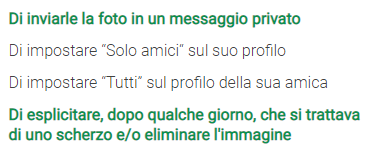 Di inviarle la foto in un messaggio privato
Di impostare “Solo amici“ sul suo profilo
Di impostare “Tutti“ sul profilo della sua amica
Di esplicitare, dopo qualche giorno, che si trattava
di uno scherzo e/o eliminare l'immagine